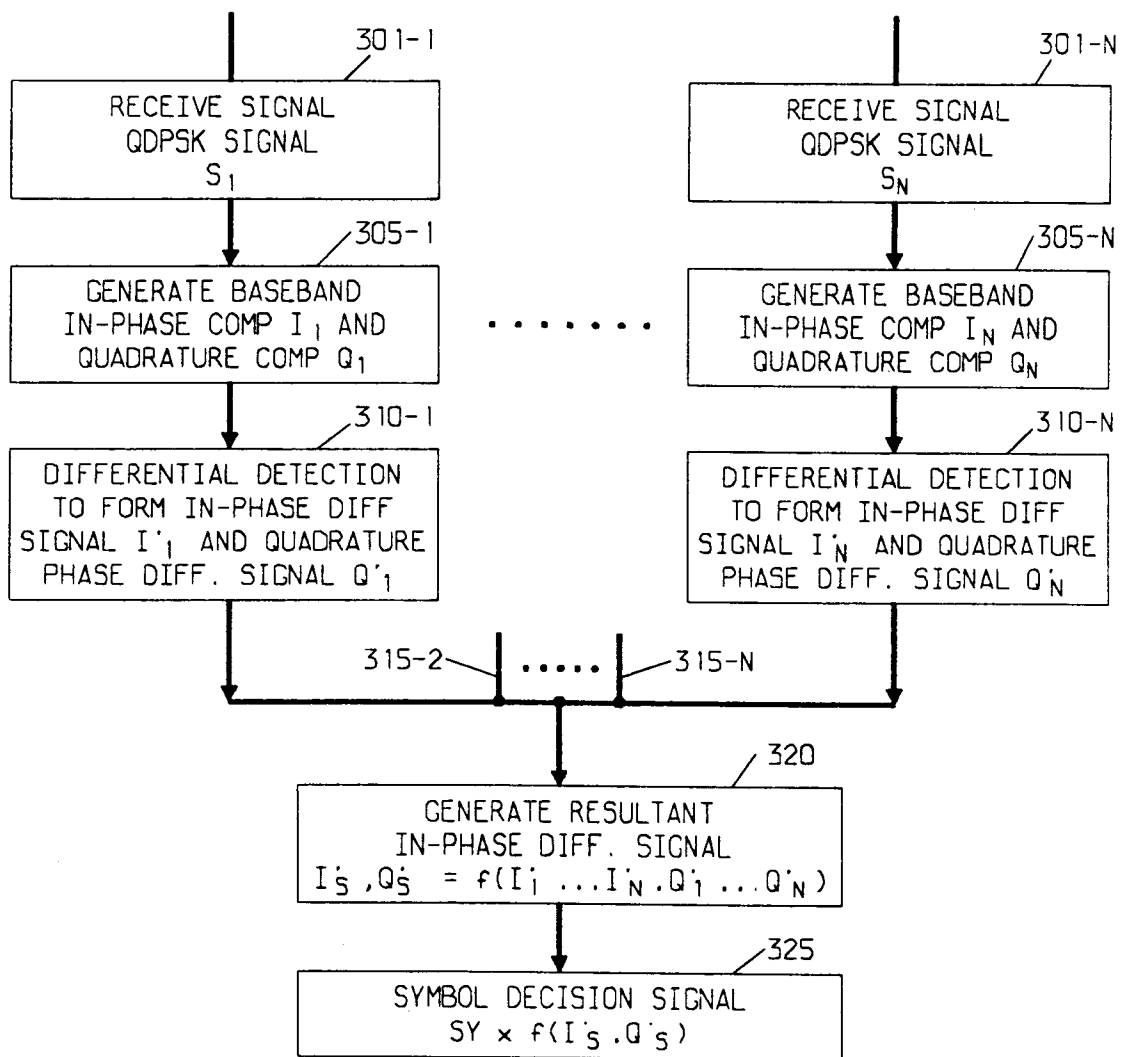 301-1
RECEIVE SIGNAL
QDPSK SIGNAL
S1
301-N
RECEIVE SIGNAL
QDPSK SIGNAL
SN
305-1
GENERATE BASEBAND
IN-PHASE COMP I1 AND
QUADRATURE COMP Q1
.......
305-N
GENERATE BASEBAND
IN-PHASE COMP IN AND
QUADRATURE COMP QN
310-1
DIFFERENTIAL DETECTION
TO FORM IN-PHASE DIFF
SIGNAL I'1 AND QUADRATURE
PHASE DIFF. SIGNAL Q'1
310-N
DIFFERENTIAL DETECTION
TO FORM IN-PHASE DIFF
SIGNAL I'N AND QUADRATURE
PHASE DIFF. SIGNAL Q'N
315-2 ..... 315-N
320
GENERATE RESULTANT
IN-PHASE DIFF. SIGNAL
I'S ,Q'S = f(I'1 ...I'N.Q'1...Q'N)
325
SYMBOL DECISION SIGNAL
SY × f(I'S.Q'S)